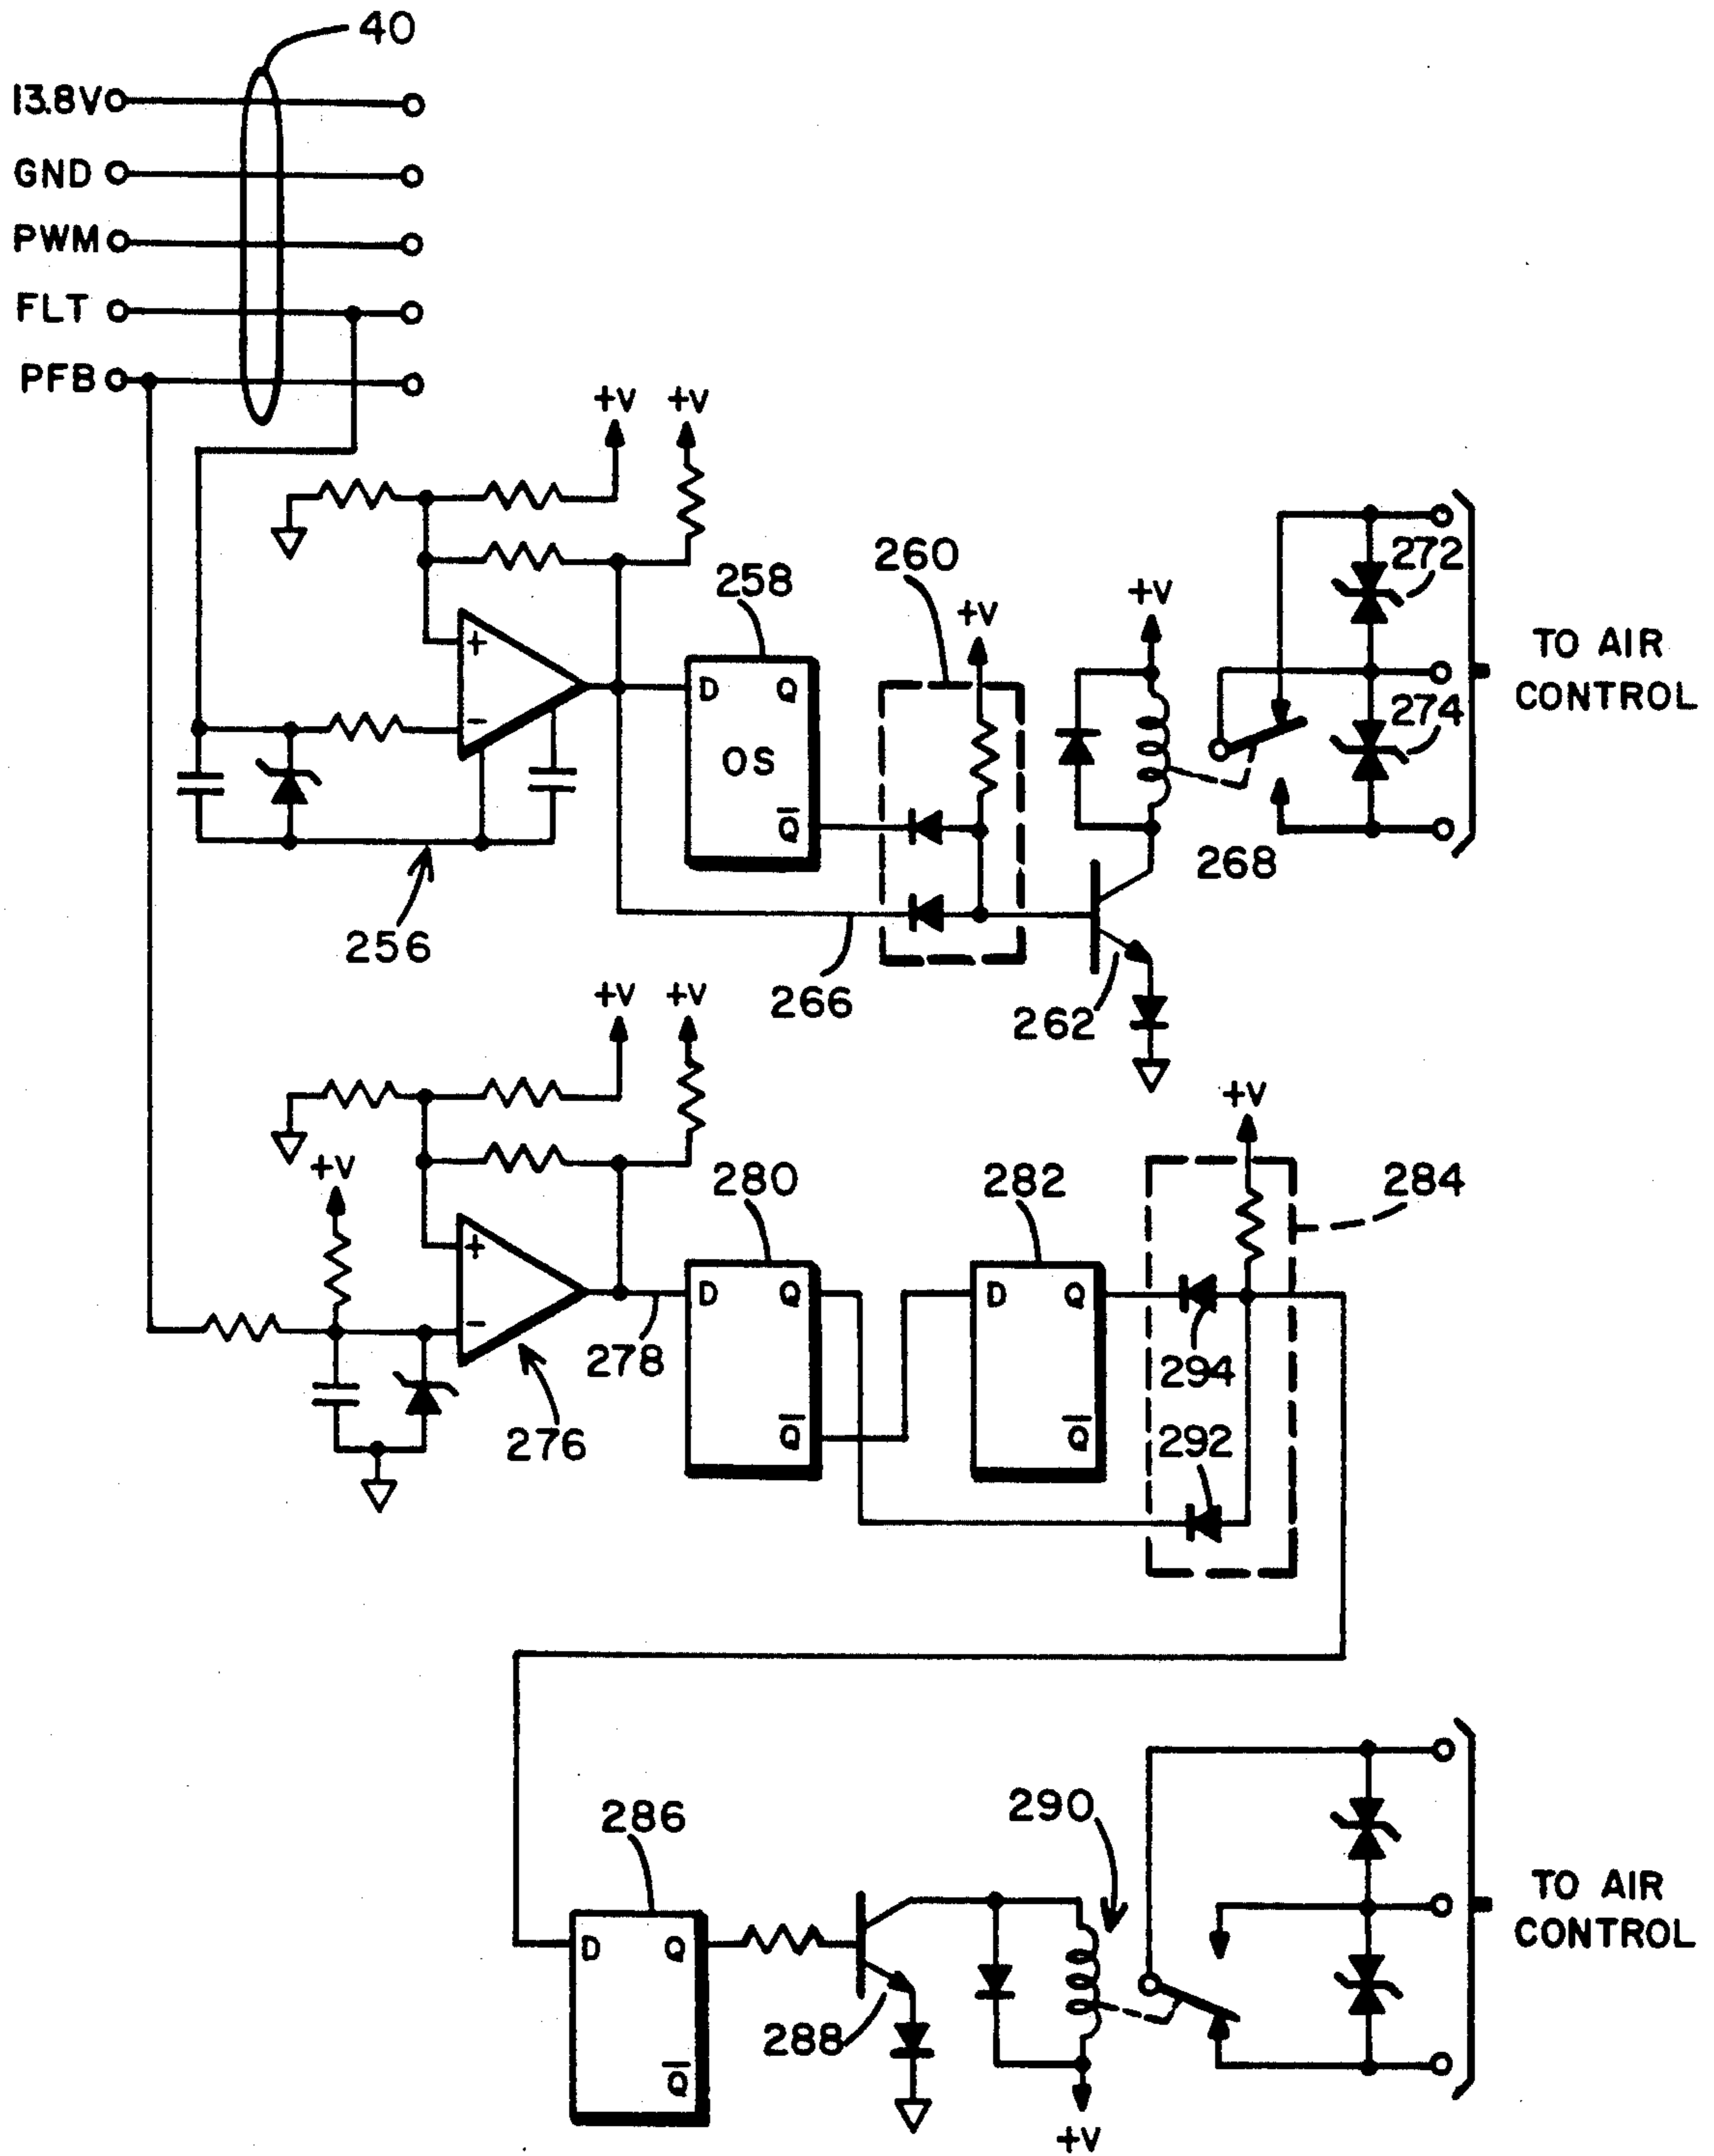 40
13.8V
GND
PWM
FLT
PFB
+V +V
260
258
+V
+V
272
+
D Q
TO AIR
CONTROL
274
−
OS
Q̅
268
256
266
262
+V +V
+V
+V
280
282
284
+
D Q
D Q
−
278
294
276
Q̅
Q̅
292
286
290
D Q
TO AIR
CONTROL
288
Q̅
+V